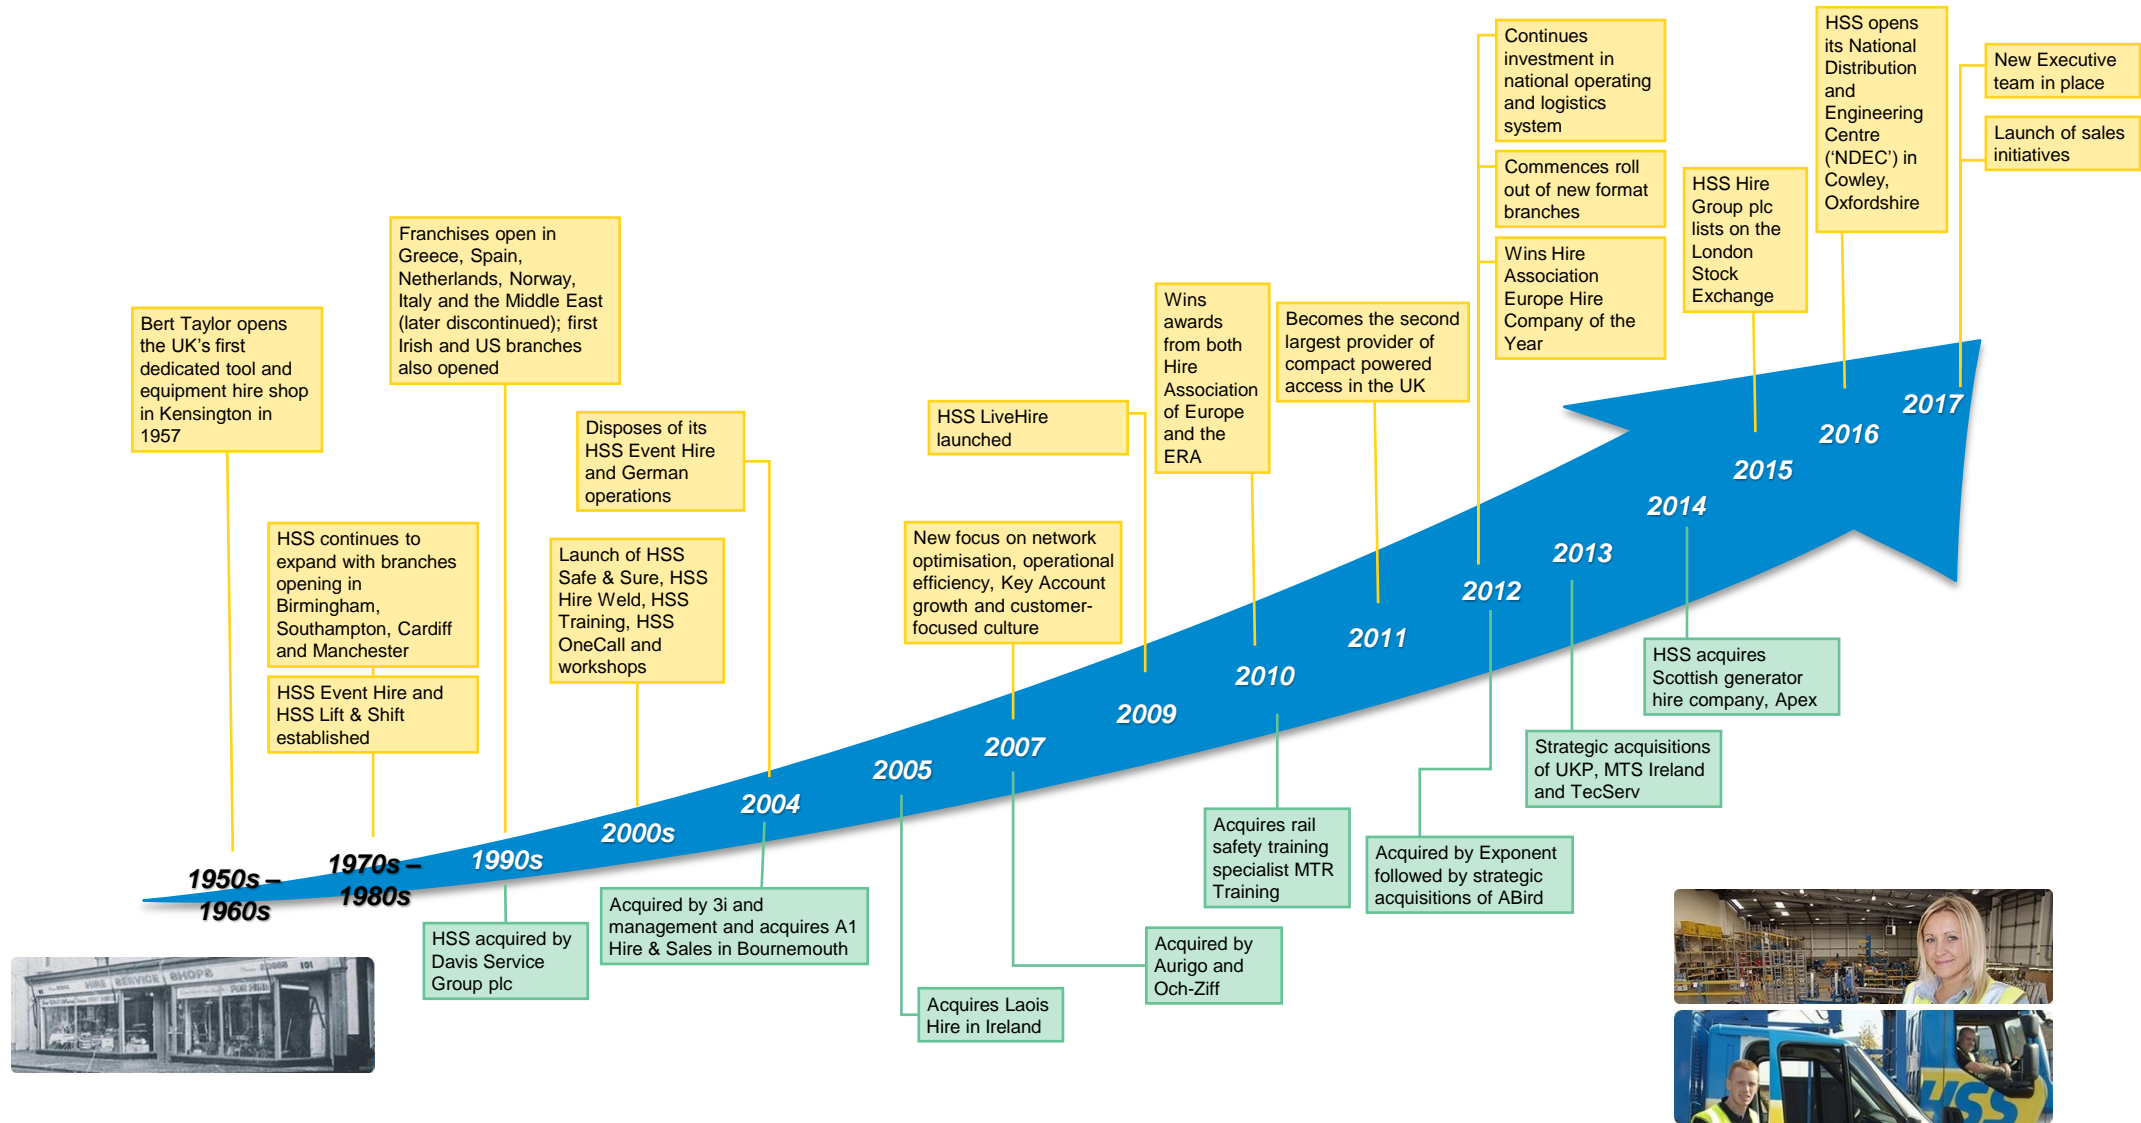 Bert Taylor opens
the UK's first
dedicated tool and
equipment hire shop
in Kensington in
1957
HSS continues to
expand with branches
opening in
Birmingham,
Southampton, Cardiff
and Manchester
HSS Event Hire and
HSS Lift & Shift
established
Franchises open in
Greece, Spain,
Netherlands, Norway,
Italy and the Middle East
(later discontinued); first
Irish and US branches
also opened
Disposes of its
HSS Event Hire
and German
operations
Launch of HSS
Safe & Sure, HSS
Hire Weld, HSS
Training, HSS
OneCall and
workshops
New focus on network
optimisation, operational
efficiency, Key Account
growth and customer-
focused culture
HSS LiveHire
launched
Wins
awards
from both
Hire
Association
of Europe
and the
ERA
Becomes the second
largest provider of
compact powered
access in the UK
Continues
investment in
national operating
and logistics
system
Commences roll
out of new format
branches
Wins Hire
Association
Europe Hire
Company of the
Year
HSS Hire
Group plc
lists on the
London
Stock
Exchange
HSS opens
its National
Distribution
and
Engineering
Centre
(‘NDEC’) in
Cowley,
Oxfordshire
New Executive
team in place
Launch of sales
initiatives
1950s –
1960s
1970s –
1980s
1990s
2000s
2004
2005
2007
2009
2010
2011
2012
2013
2014
2015
2016
2017
HSS acquired by
Davis Service
Group plc
Acquired by 3i and
management and acquires A1
Hire & Sales in Bournemouth
Acquires Laois
Hire in Ireland
Acquired by
Aurigo and
Och-Ziff
Acquires rail
safety training
specialist MTR
Training
Acquired by Exponent
followed by strategic
acquisitions of ABird
Strategic acquisitions
of UKP, MTS Ireland
and TecServ
HSS acquires
Scottish generator
hire company, Apex
HIRE SERVICE SHOPS
101
HSS